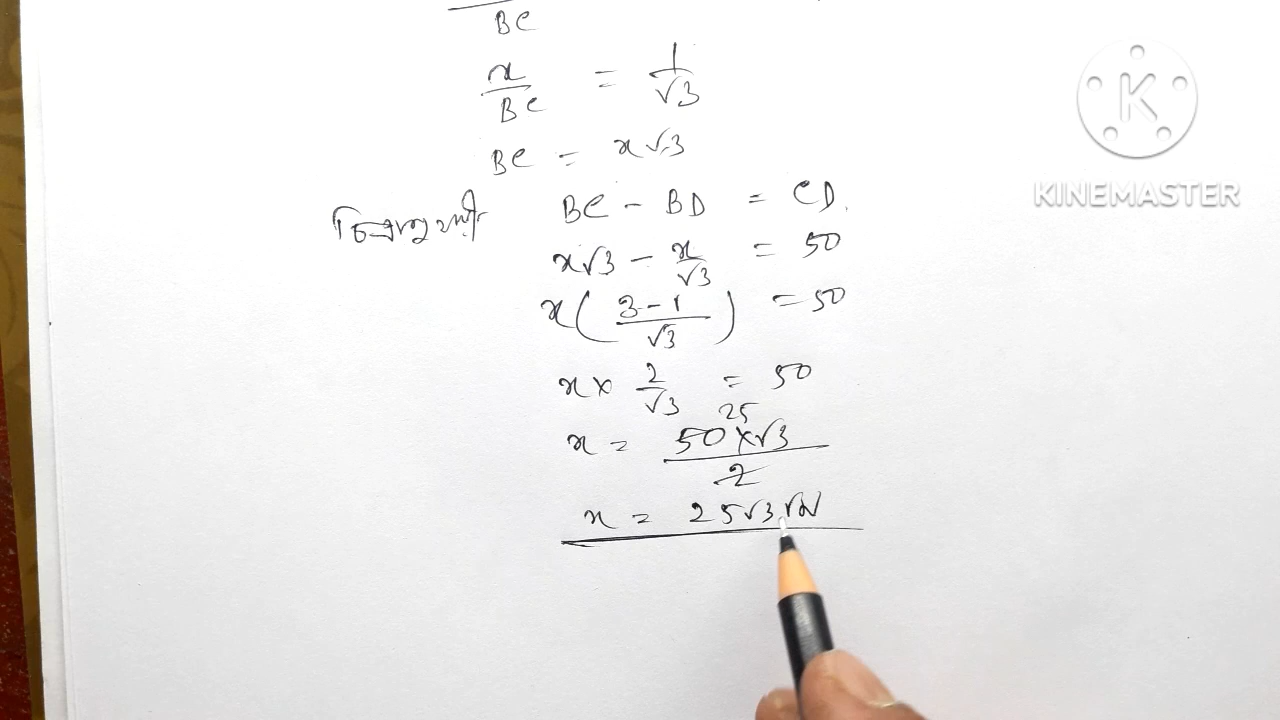 BC
x/BC = 1/√3
BC = x√3
BC - BD = CD.
x√3 - x/√3 = 50
x(3-1/√3) = 50
x × 2/√3 = 50
25
x = 50×√3/2
x = 25√3
K
KINEMASTER